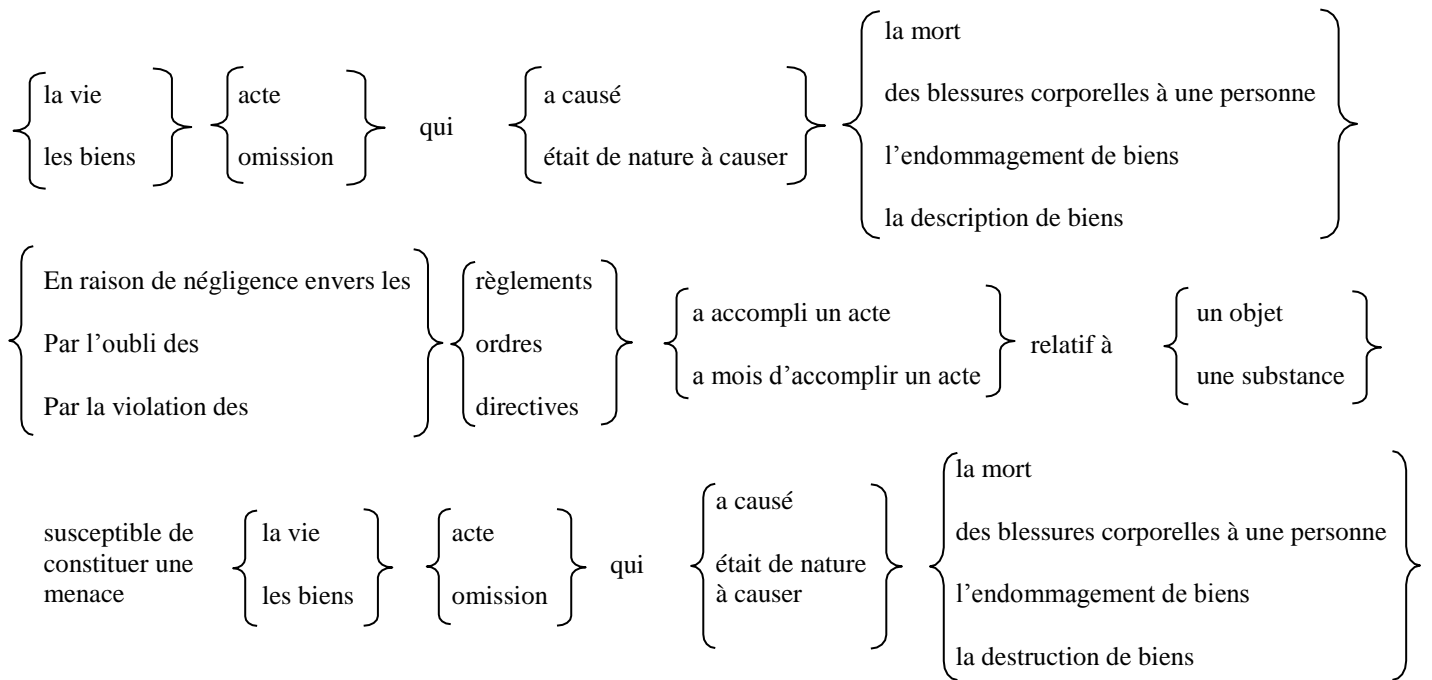 la mort
la vie acte a causé des blessures corporelles à une personne
qui
les biens omission était de nature à causer l’endommagement de biens
la description de biens
En raison de négligence envers les règlements
a accompli un acte un objet
Par l’oubli des ordres relatif à
a mois d’accomplir un acte une substance
Par la violation des directives
la mort
a causé
susceptible de la vie acte des blessures corporelles à une personne
constituer une qui était de nature
menace les biens omission à causer l’endommagement de biens
la destruction de biens